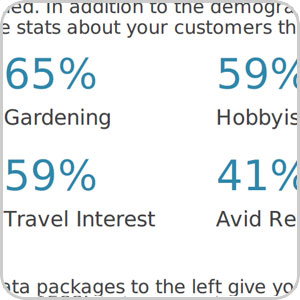 ed. In addition to the demogra
e stats about your customers th
65% 59%
Gardening Hobbyis
59% 41%
Travel Interest Avid Re
ata packages to the left give yo